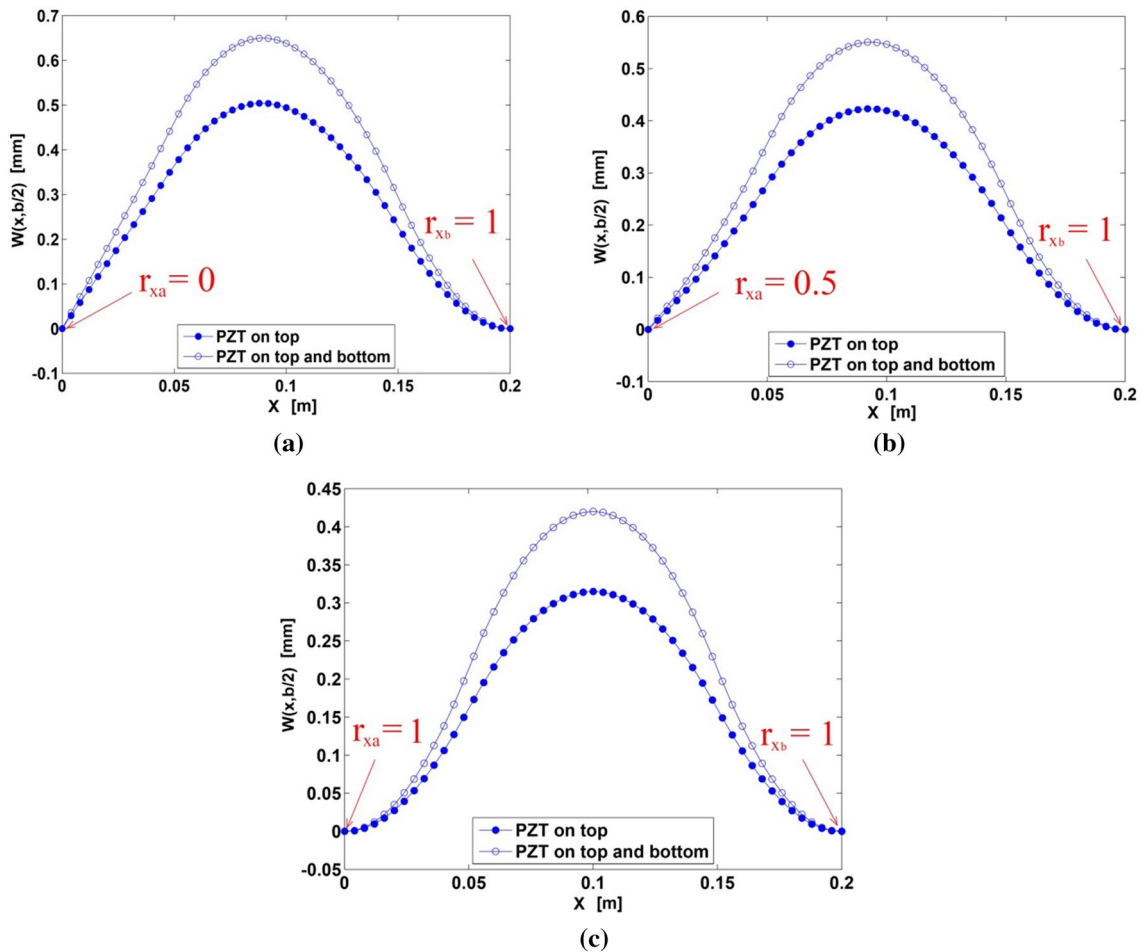 0.7
0.6
0.5
0.4
0.3
0.2
0.1
0
-0.1
W(x,b/2) [mm]
rxa = 0
rxb = 1
PZT on top
PZT on top and bottom
0 0.05 0.1 0.15 0.2
X [m]
(a)
0.6
0.5
0.4
0.3
0.2
0.1
0
-0.1
W(x,b/2) [mm]
rxa = 0.5
rxb = 1
PZT on top
PZT on top and bottom
0 0.05 0.1 0.15 0.2
X [m]
(b)
0.45
0.4
0.35
0.3
0.25
0.2
0.15
0.1
0.05
0
-0.05
W(x,b/2) [mm]
rxa = 1
rxb = 1
PZT on top
PZT on top and bottom
0 0.05 0.1 0.15 0.2
X [m]
(c)